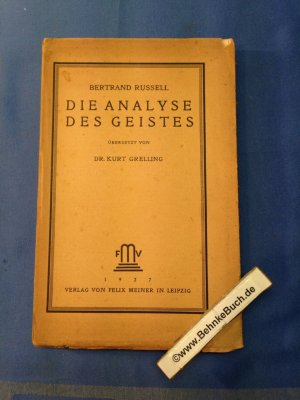 BERTRAND RUSSELL
DIE ANALYSE
DES GEISTES
ÜBERSETZT VON
DR. KURT GRELLING
F M V
1927
VERLAG VON FELIX MEINER IN LEIPZIG
©www.BehnkeBuch.de